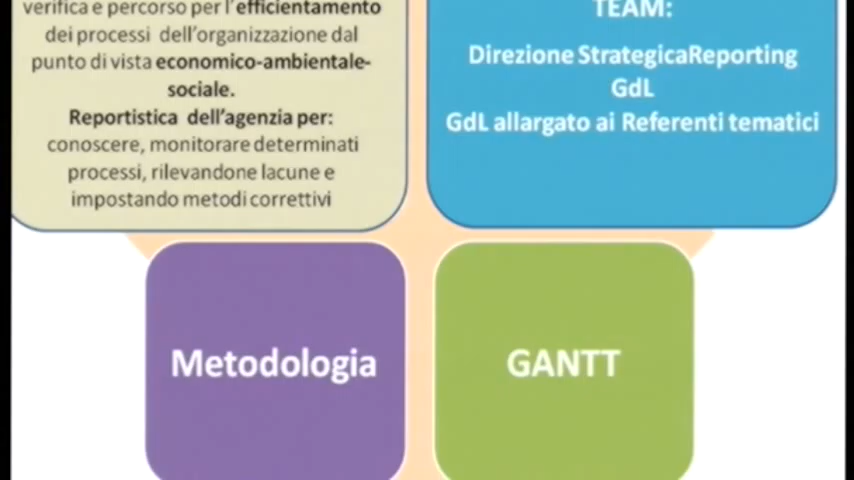 verifica e percorso per l'efficientamento
dei processi dell'organizzazione dal
punto di vista economico-ambientale-
sociale.
Reportistica dell'agenzia per:
conoscere, monitorare determinati
processi, rilevandone lacune e
impostando metodi correttivi
TEAM:
Direzione StrategicaReporting
GdL
GdL allargato ai Referenti tematici
Metodologia
GANTT